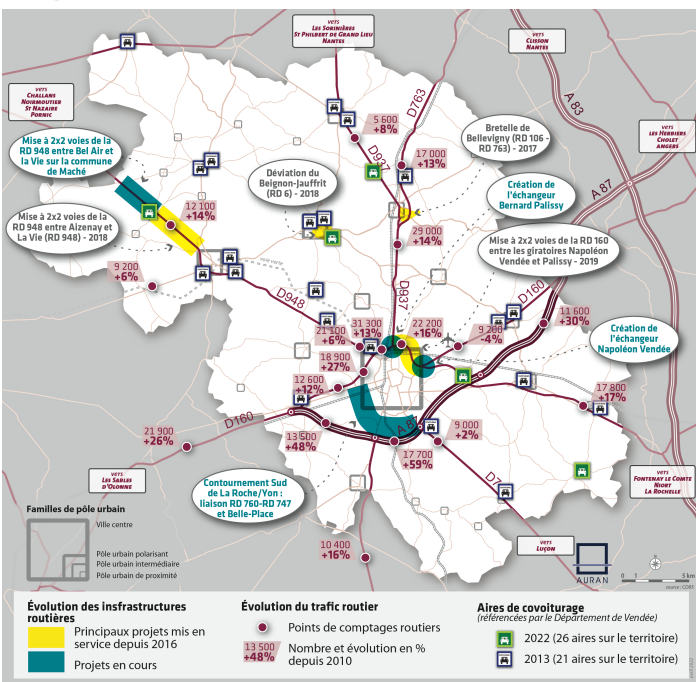 vers
Les Sorinières
St Philbert de Grand Lieu
Nantes
vers
Clisson
Nantes
vers
Challans
Noirmoutier
St Nazaire
Pornic
vers
Les Herbiers
Cholet
Angers
A 83
D763
5 600
+8%
D937
17 000
+13%
Bretelle de
Bellevigny (RD 106 -
RD 763) - 2017
Mise à 2x2 voies de la
RD 948 entre Bel Air et
la Vie sur la commune
de Maché
Déviation du
Beignon-Jauffrit
(RD 6) - 2018
Création de
l'échangeur
Bernard Palissy
A 87
12 100
+14%
Mise à 2x2 voies de la
RD 948 entre Aizenay et
La Vie (RD 948) - 2018
29 000
+14%
Mise à 2x2 voies de la RD 160
entre les giratoires Napoléon
Vendée et Palissy - 2019
9 200
+6%
voie verte
D948
D937
D160
11 600
+30%
21 100
+6%
31 300
+13%
22 200
+16%
9 200
-4%
Création de
l'échangeur
Napoléon Vendée
18 900
+27%
12 600
+12%
17 800
+17%
D160
21 900
+26%
13 500
+48%
A 87
9 000
+2%
17 700
+59%
D7
vers
Les Sables
d'Olonne
Contournement Sud
de La Roche/Yon :
liaison RD 760-RD 747
et Belle-Place
vers
Fontenay le Comte
Niort
La Rochelle
Familles de pôle urbain
Ville centre
Pôle urbain polarisant
Pôle urbain intermédiaire
Pôle urbain de proximité
10 400
+16%
vers
Luçon
AURAN
0 1 5 km
source : CD85
Évolution des insfrastructures
routières
Principaux projets mis en
service depuis 2016
Projets en cours
Évolution du trafic routier
Points de comptages routiers
13 500
+48%
Nombre et évolution en %
depuis 2010
Aires de covoiturage
(référencées par le Département de Vendée)
2022 (26 aires sur le territoire)
2013 (21 aires sur le territoire)